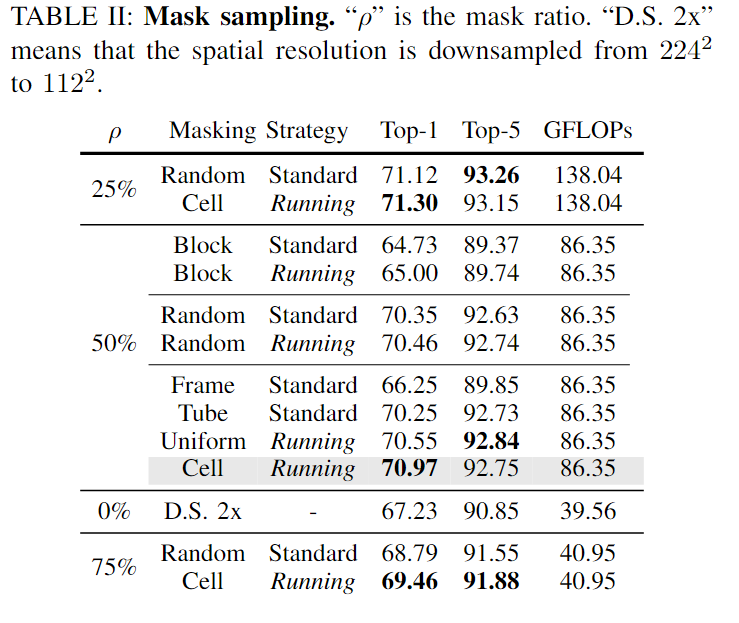 TABLE II: Mask sampling. “ρ” is the mask ratio. “D.S. 2x”
means that the spatial resolution is downsampled from 224²
to 112².
ρ Masking Strategy Top-1 Top-5 GFLOPs
25% Random Standard 71.12 93.26 138.04
Cell Running 71.30 93.15 138.04
Block Standard 64.73 89.37 86.35
Block Running 65.00 89.74 86.35
Random Standard 70.35 92.63 86.35
50% Random Running 70.46 92.74 86.35
Frame Standard 66.25 89.85 86.35
Tube Standard 70.25 92.73 86.35
Uniform Running 70.55 92.84 86.35
Cell Running 70.97 92.75 86.35
0% D.S. 2x - 67.23 90.85 39.56
75% Random Standard 68.79 91.55 40.95
Cell Running 69.46 91.88 40.95